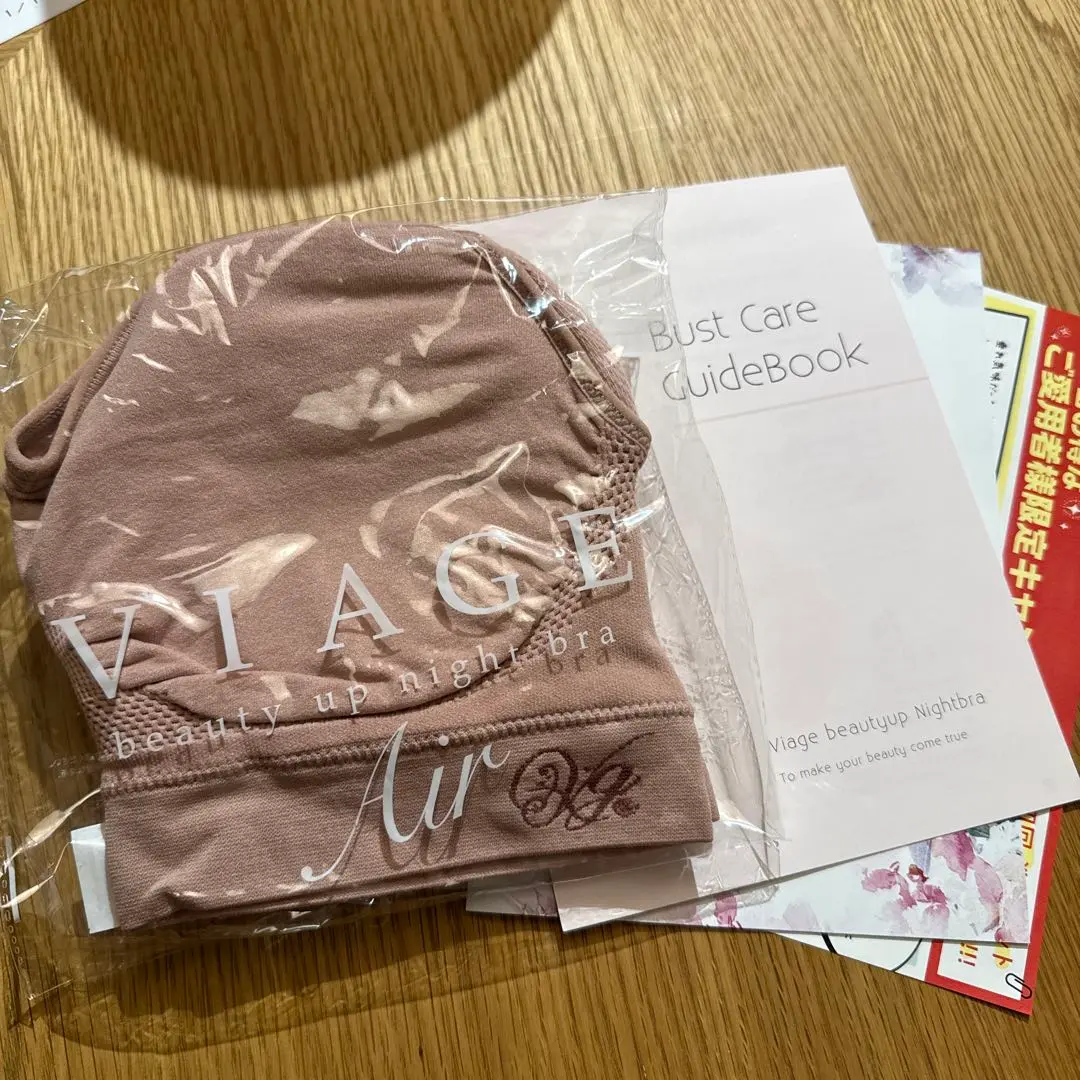 VIAGE
beauty up night bra
Air
Bust Care
GuideBook
Viage beautyup Nightbra
To make your beauty come true
ご愛用者様限定キャ